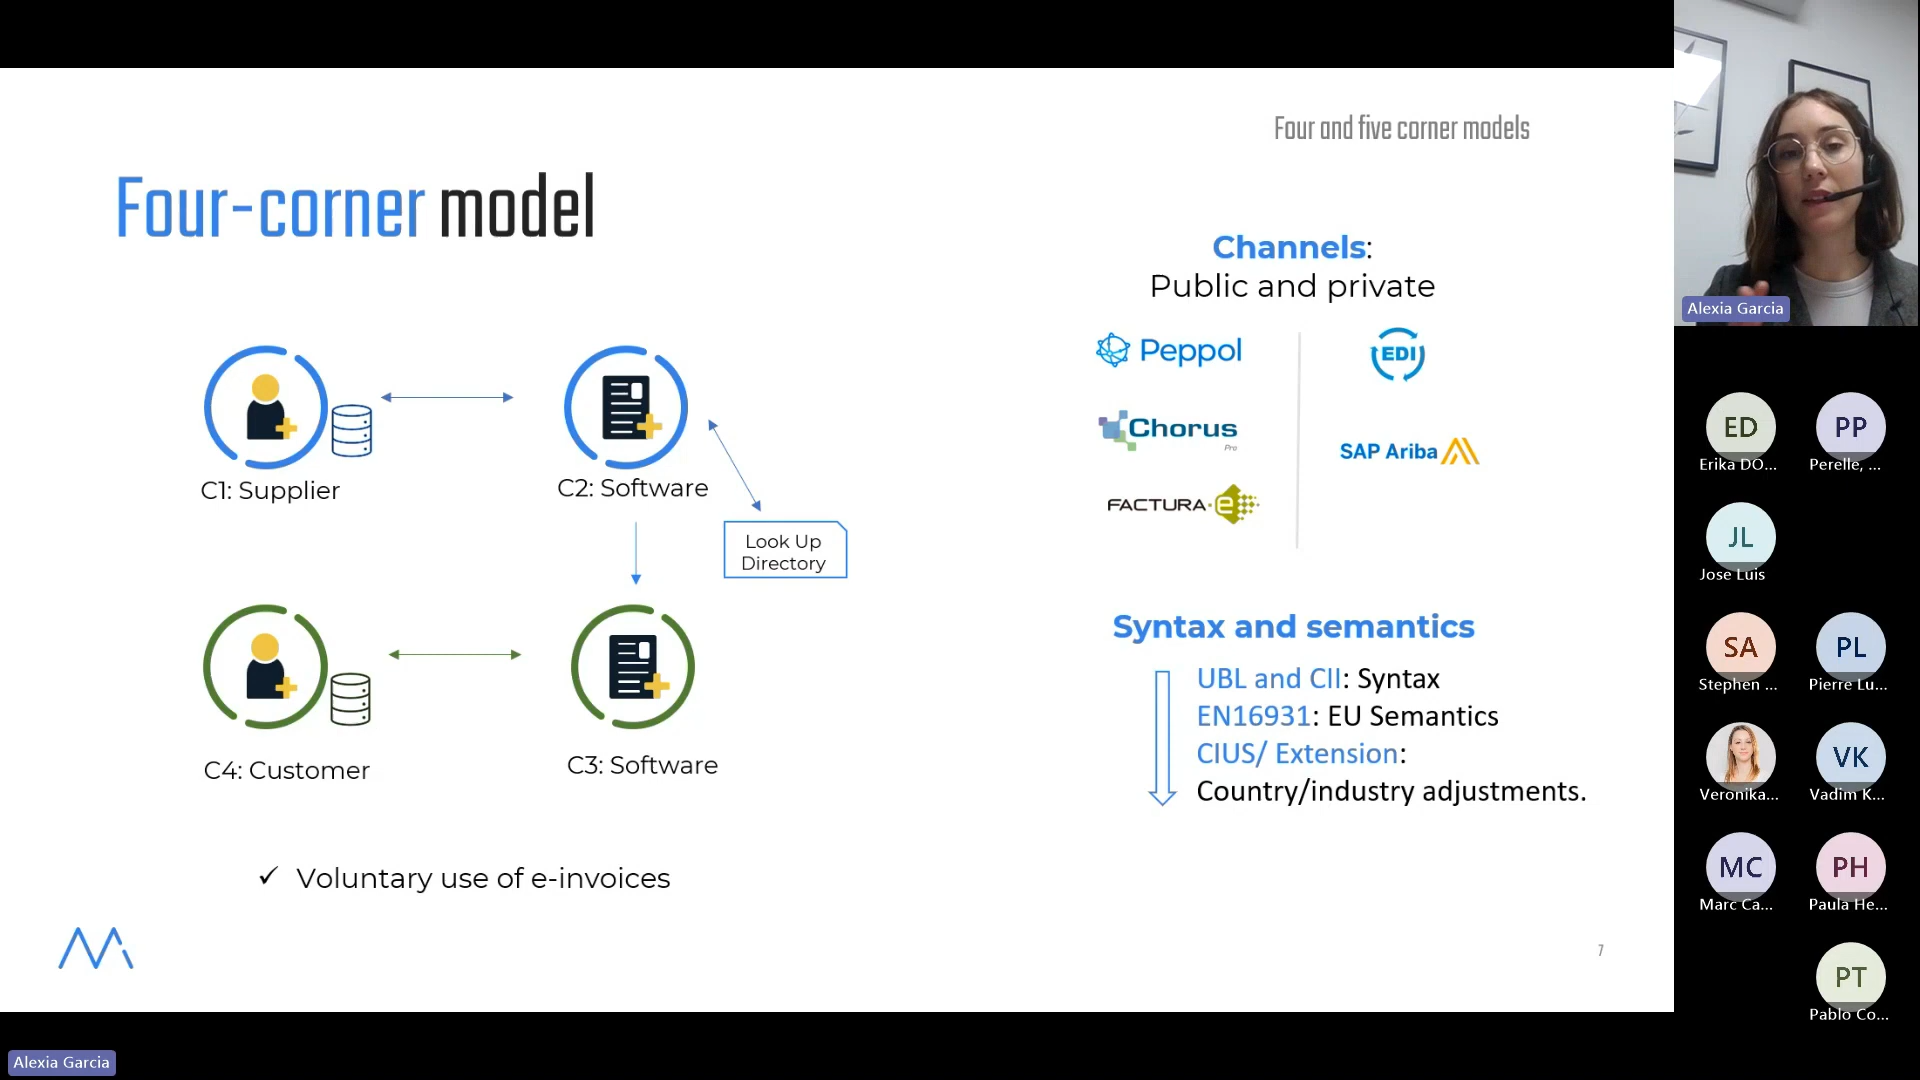 Four and five corner models
Four-corner model
Channels:
Public and private
Peppol
EDI
Chorus
Pro
SAP Ariba
FACTURA e
C1: Supplier
C2: Software
Look Up
Directory
C4: Customer
C3: Software
Syntax and semantics
UBL and CII: Syntax
EN16931: EU Semantics
CIUS/ Extension:
Country/industry adjustments.
✓ Voluntary use of e-invoices
7
Alexia Garcia
Alexia Garcia
ED
Erika DO...
PP
Perelle, ...
JL
Jose Luis
SA
Stephen ...
PL
Pierre Lu...
Veronika...
VK
Vadim K...
MC
Marc Ca...
PH
Paula He...
PT
Pablo Co...